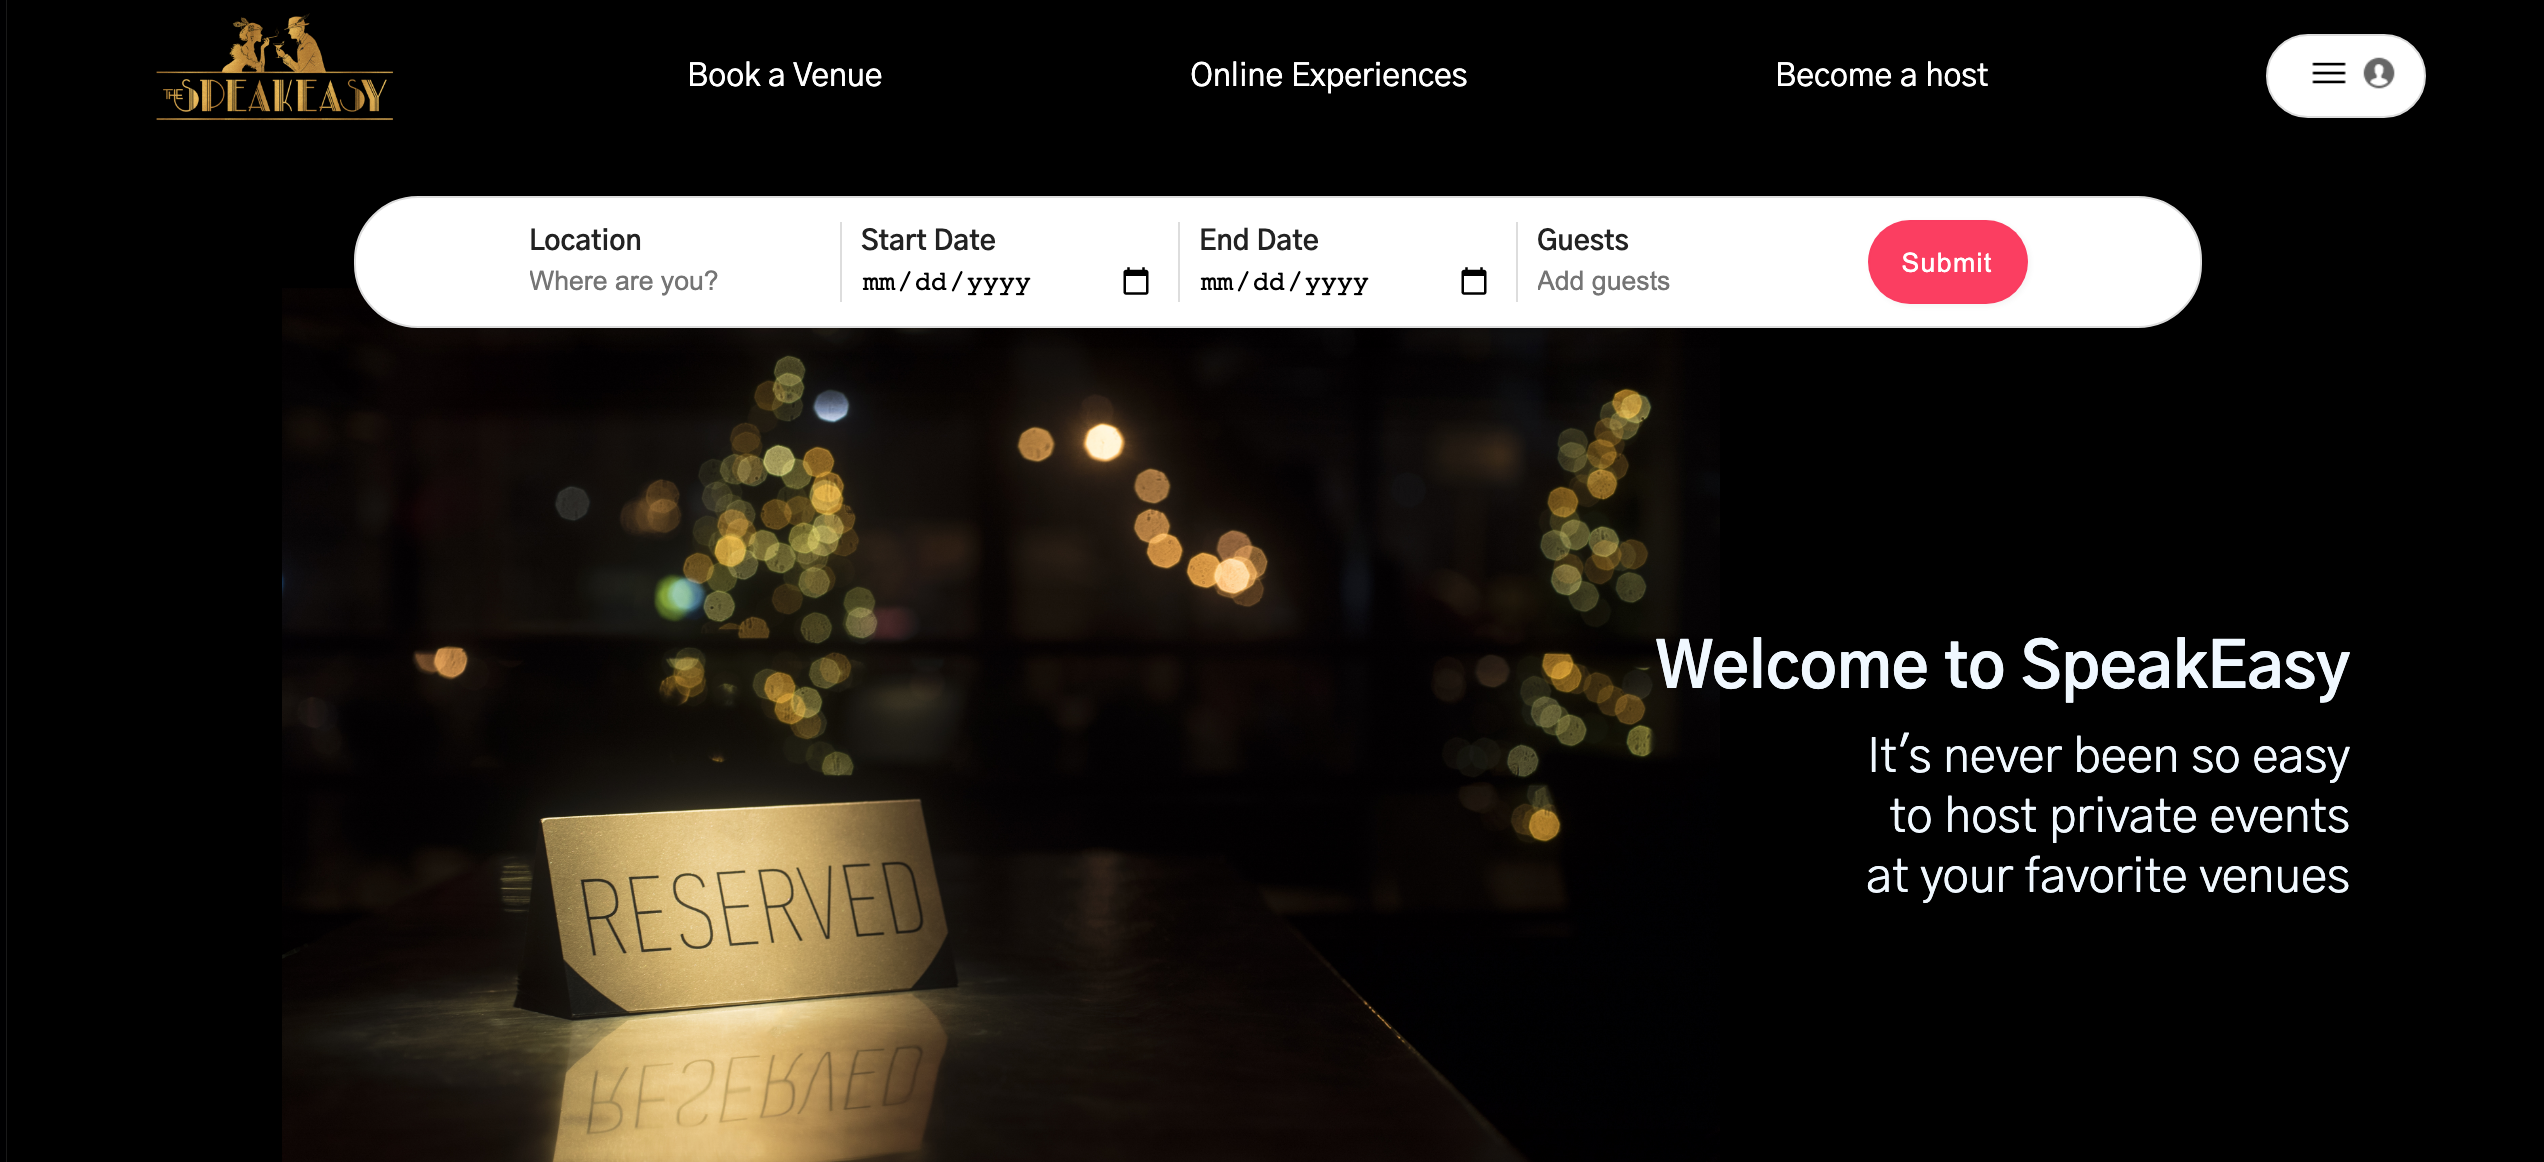 THE SPEAKEASY
Book a Venue
Online Experiences
Become a host
Location
Where are you?
Start Date
mm/dd/yyyy
End Date
mm/dd/yyyy
Guests
Add guests
Submit
Welcome to SpeakEasy
It's never been so easy
to host private events
at your favorite venues
RESERVED
RESERVED